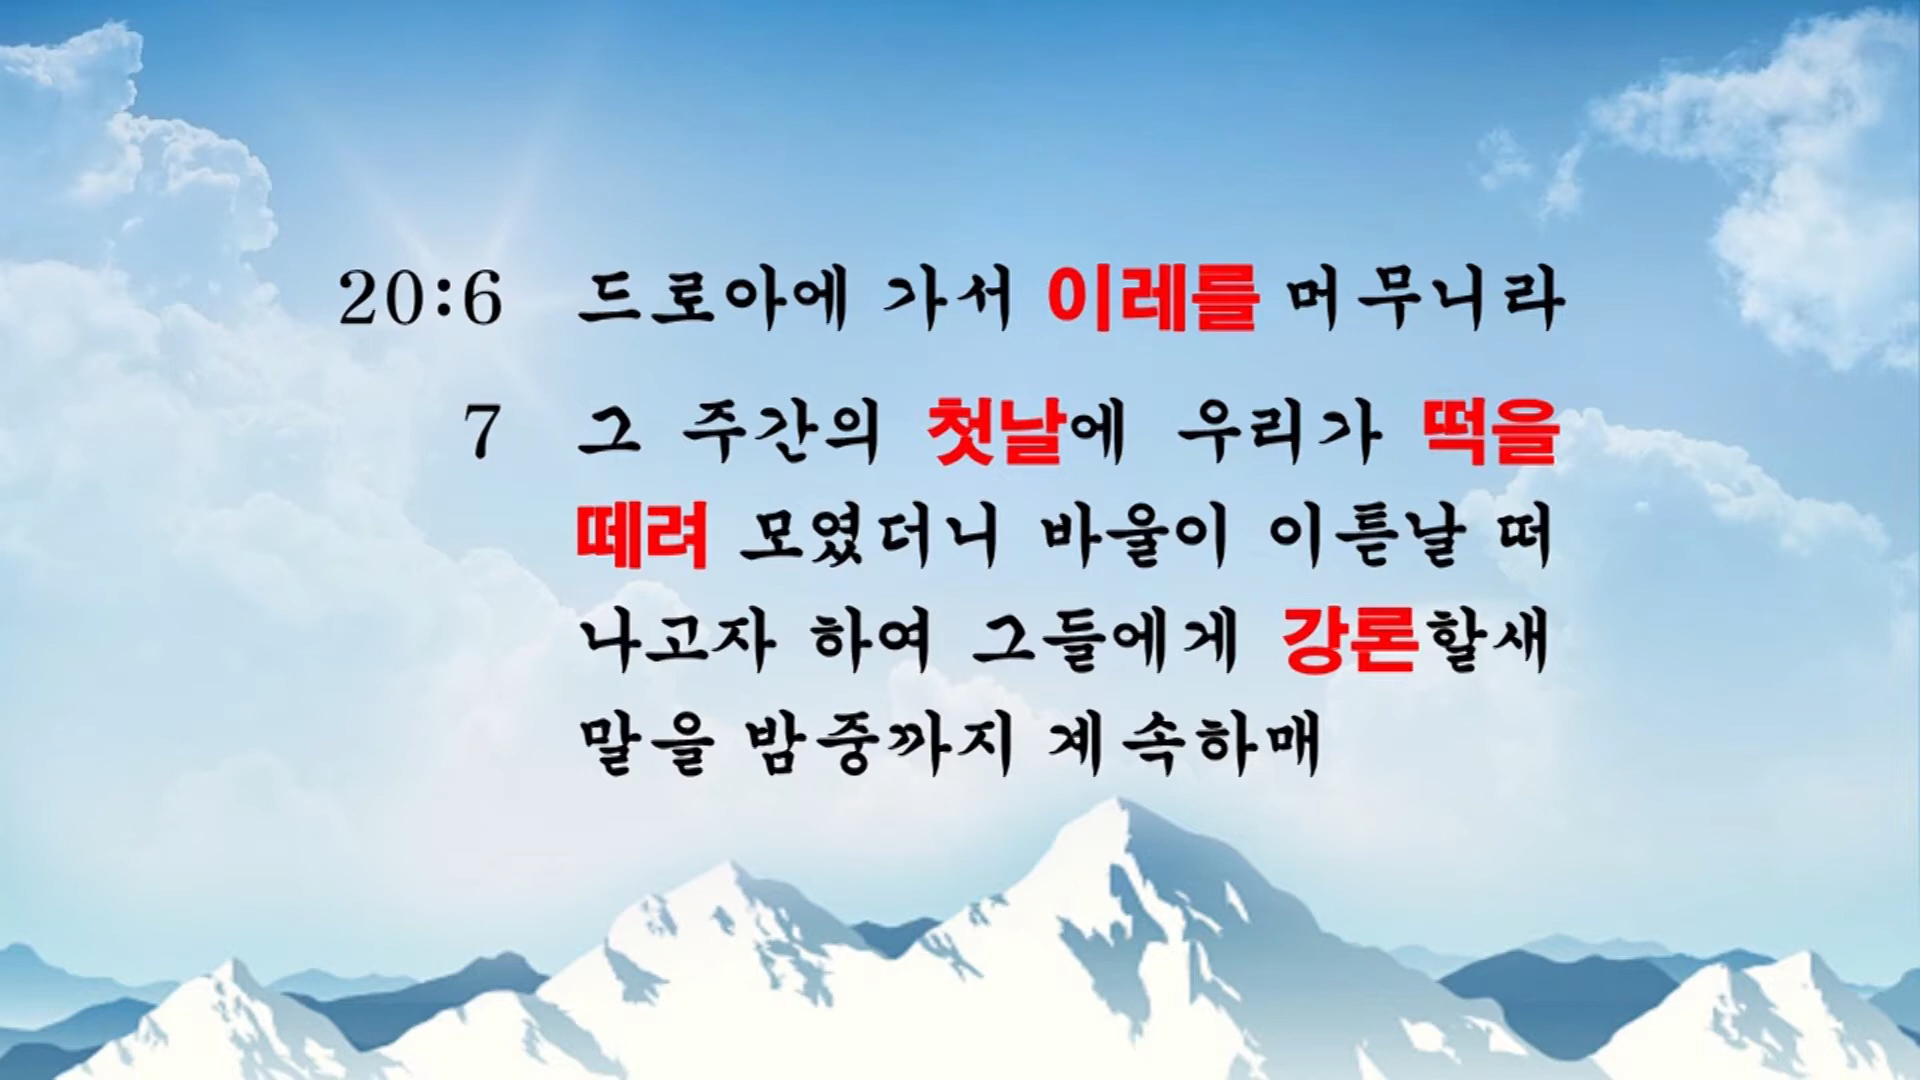 20:6 드로아에 가서 이레를 머무니라
7 그 주간의 첫날에 우리가 떡을
떼려 모였더니 바울이 이튿날 떠
나고자 하여 그들에게 강론할새
말을 밤중까지 계속하매